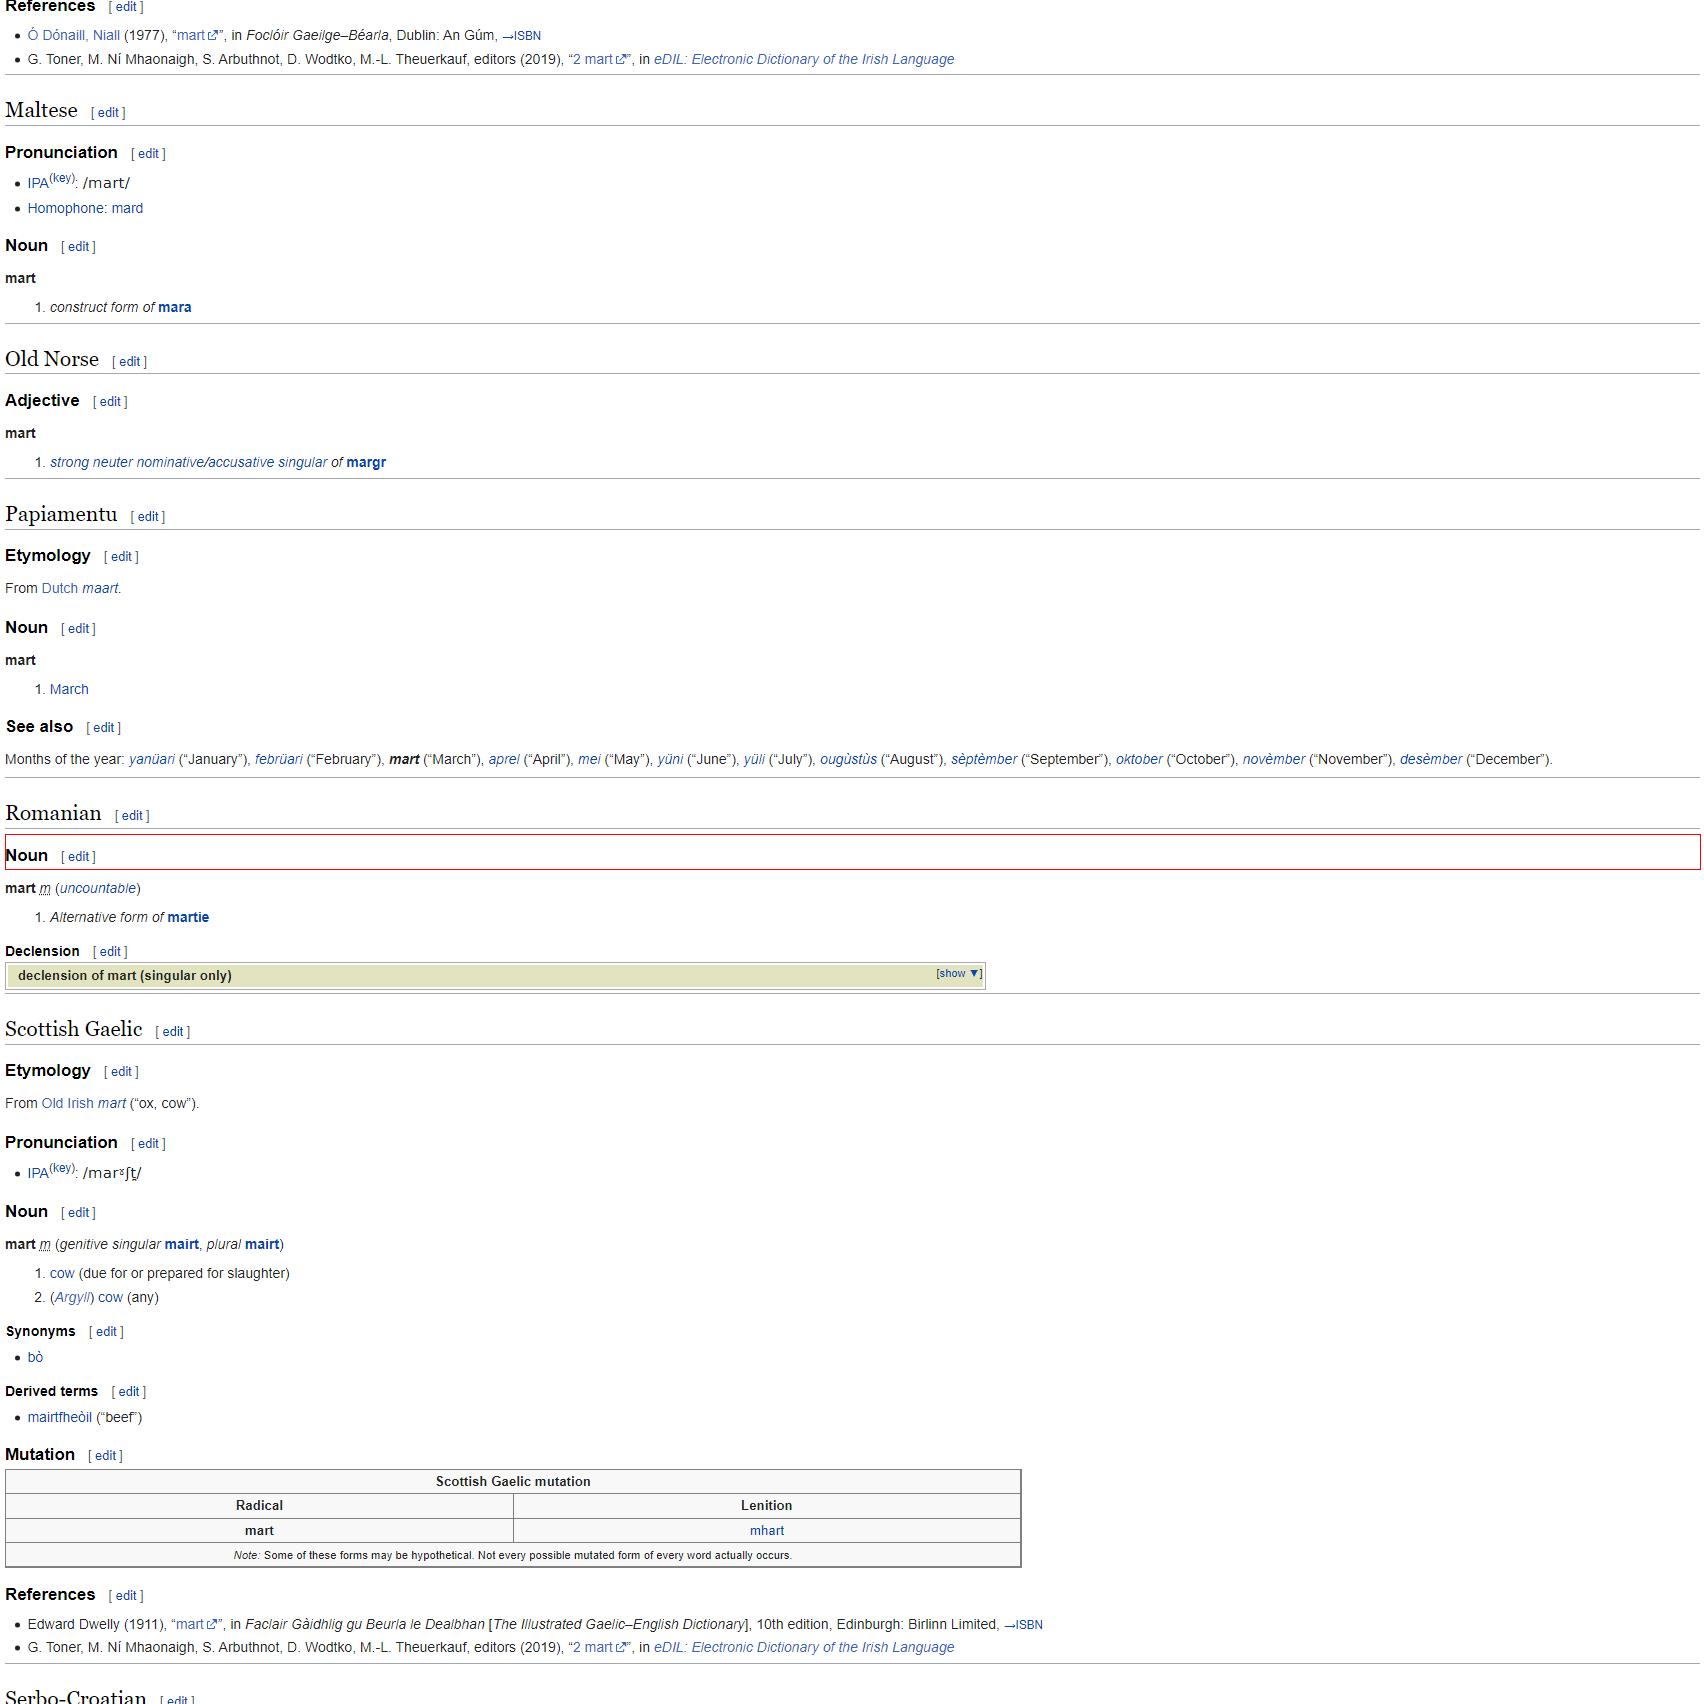 References [ edit ]
• Ó Dónaill, Niall (1977), “mart”, in Foclóir Gaeilge–Béarla, Dublin: An Gúm, →ISBN
• G. Toner, M. Ní Mhaonaigh, S. Arbuthnot, D. Wodtko, M.-L. Theuerkauf, editors (2019), “2 mart”, in eDIL: Electronic Dictionary of the Irish Language
Maltese [ edit ]
Pronunciation [ edit ]
• IPA(key): /mart/
• Homophone: mard
Noun [ edit ]
mart
1. construct form of mara
Old Norse [ edit ]
Adjective [ edit ]
mart
1. strong neuter nominative/accusative singular of margr
Papiamentu [ edit ]
Etymology [ edit ]
From Dutch maart.
Noun [ edit ]
mart
1. March
See also [ edit ]
Months of the year: yanüari (“January”), febrüari (“February”), mart (“March”), aprel (“April”), mei (“May”), yüni (“June”), yüli (“July”), ougùstùs (“August”), sèptèmber (“September”), oktober (“October”), novèmber (“November”), desèmber (“December”).
Romanian [ edit ]
Noun [ edit ]
mart m (uncountable)
1. Alternative form of martie
Declension [ edit ]
declension of mart (singular only) [show ▼]
Scottish Gaelic [ edit ]
Etymology [ edit ]
From Old Irish mart (“ox, cow”).
Pronunciation [ edit ]
• IPA(key): /marˠʃt̪/
Noun [ edit ]
mart m (genitive singular mairt, plural mairt)
1. cow (due for or prepared for slaughter)
2. (Argyll) cow (any)
Synonyms [ edit ]
• bò
Derived terms [ edit ]
• mairtfheòil (“beef”)
Mutation [ edit ]
Scottish Gaelic mutation
Radical Lenition
mart mhart
Note: Some of these forms may be hypothetical. Not every possible mutated form of every word actually occurs.
References [ edit ]
• Edward Dwelly (1911), “mart”, in Faclair Gàidhlig gu Beurla le Dealbhan [The Illustrated Gaelic–English Dictionary], 10th edition, Edinburgh: Birlinn Limited, →ISBN
• G. Toner, M. Ní Mhaonaigh, S. Arbuthnot, D. Wodtko, M.-L. Theuerkauf, editors (2019), “2 mart”, in eDIL: Electronic Dictionary of the Irish Language
Serbo-Croatian [ edit ]